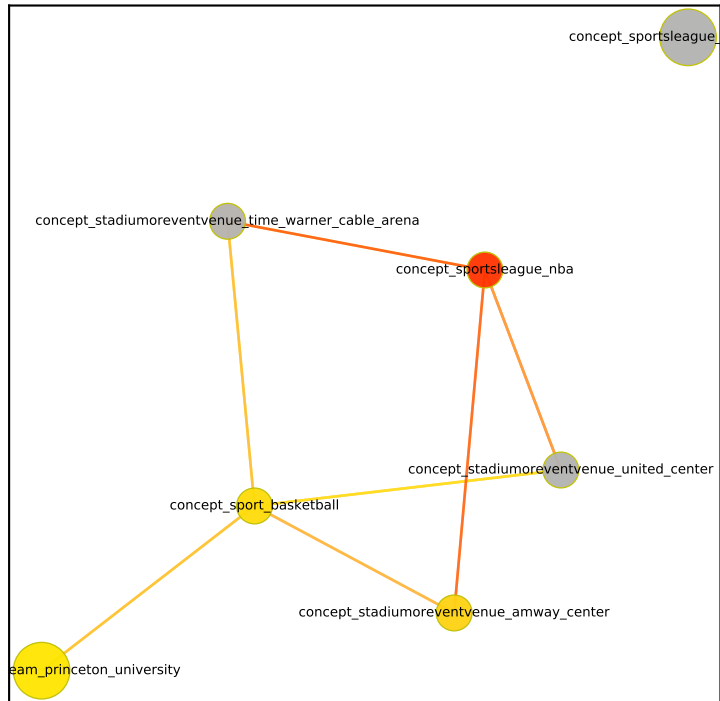 concept_sportsleague_
concept_stadiumoreventvenue_time_warner_cable_arena
concept_sportsleague_nba
concept_stadiumoreventvenue_united_center
concept_sport_basketball
concept_stadiumoreventvenue_amway_center
eam_princeton_university